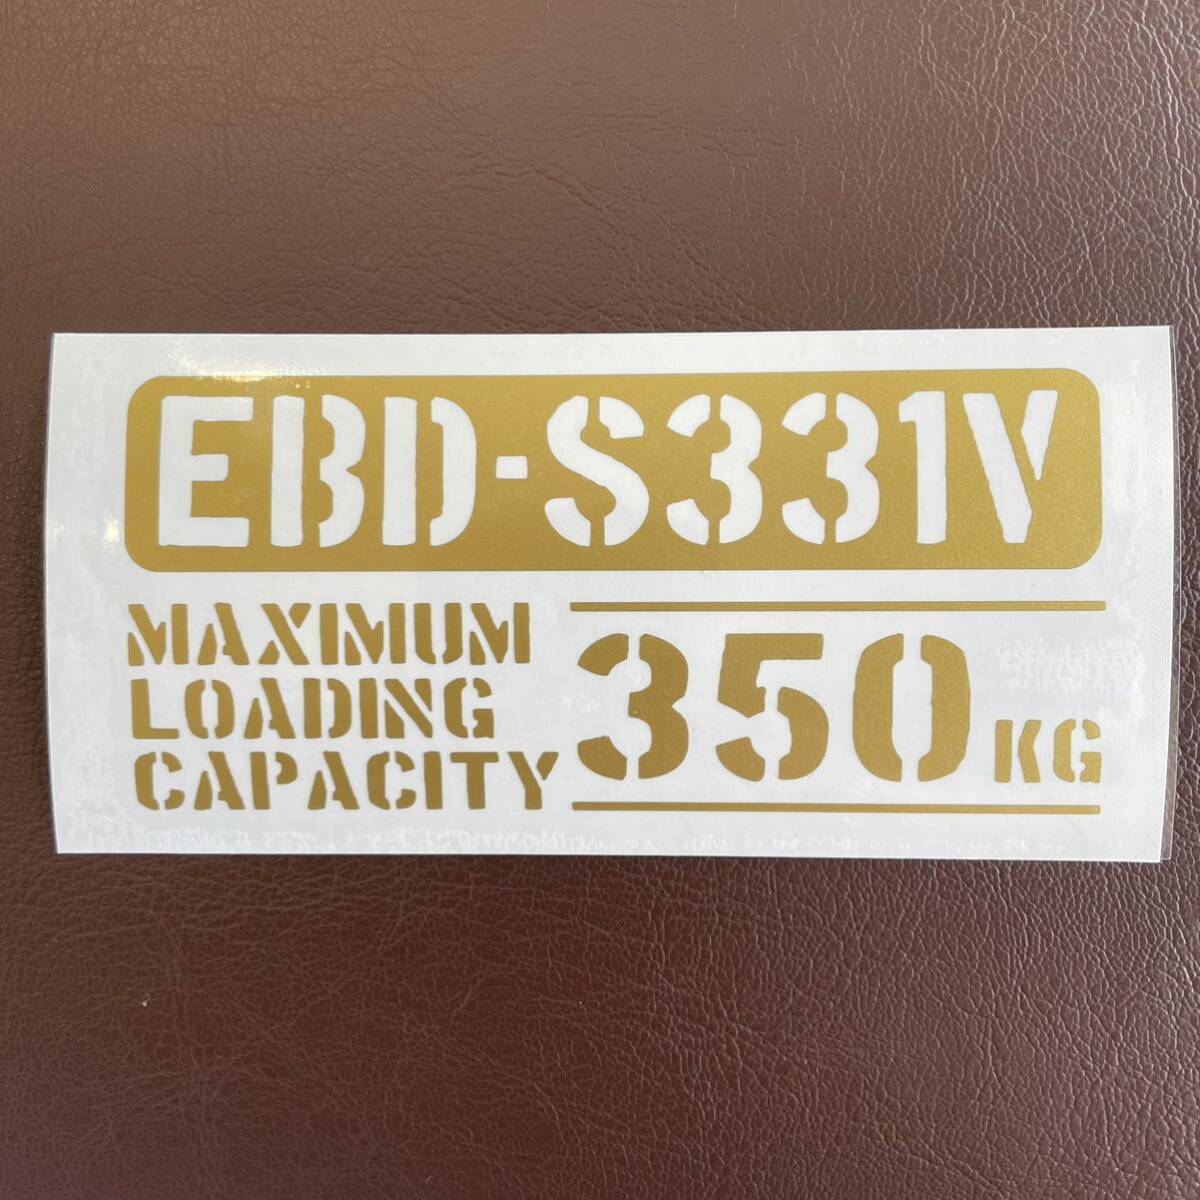 EBD-S331V
MAXIMUM
LOADING
CAPACITY
350 KG